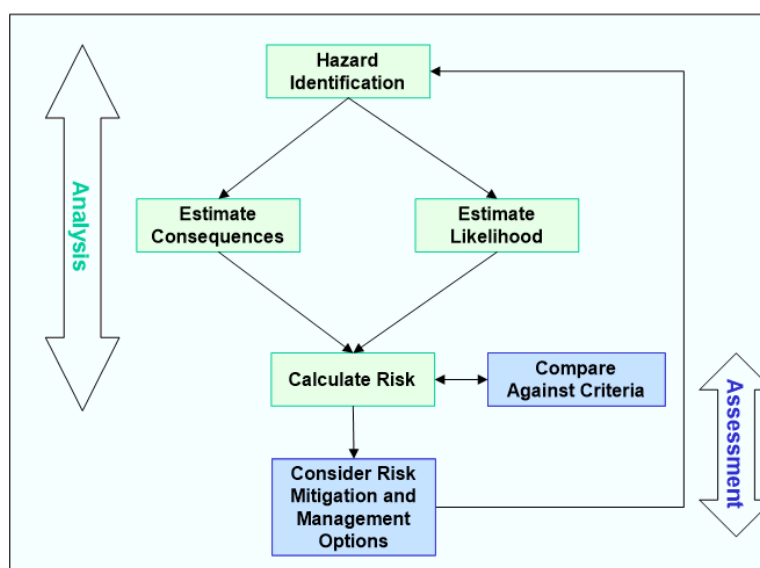 Hazard
Identification
Analysis
Estimate
Consequences
Estimate
Likelihood
Calculate Risk
Compare
Against Criteria
Assessment
Consider Risk
Mitigation and
Management
Options